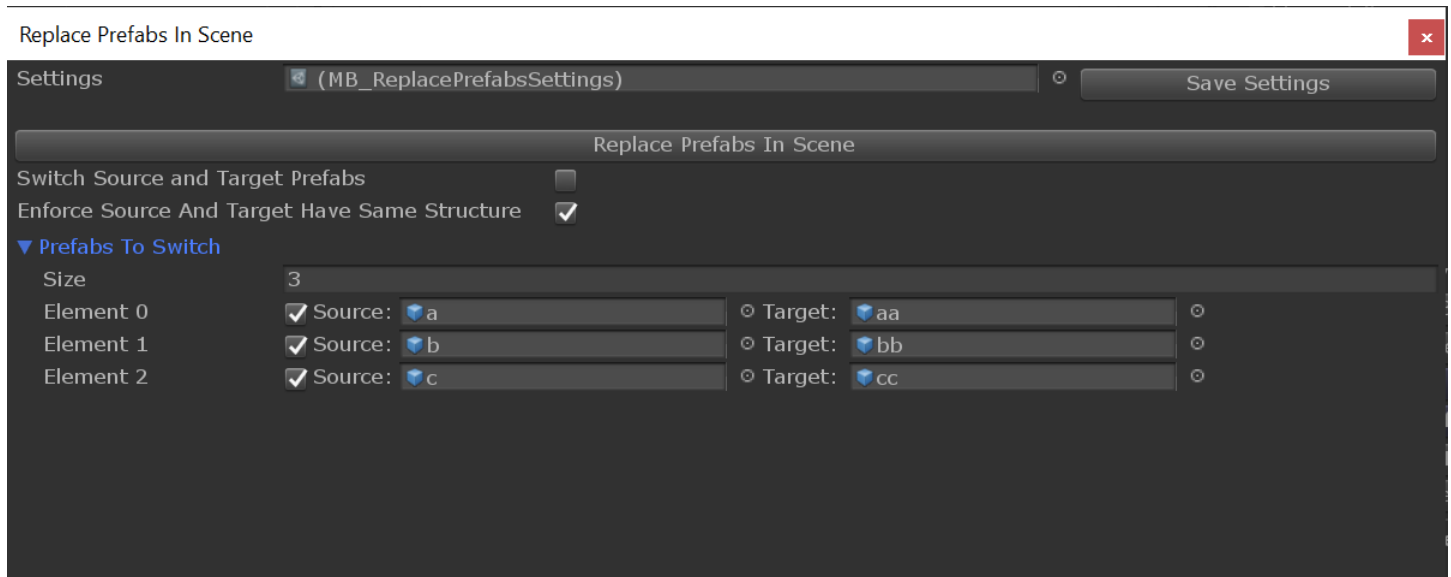 Replace Prefabs In Scene x
Settings (MB_ReplacePrefabsSettings) Save Settings
Replace Prefabs In Scene
Switch Source and Target Prefabs
Enforce Source And Target Have Same Structure
Prefabs To Switch
Size 3
Element 0 Source: a Target: aa
Element 1 Source: b Target: bb
Element 2 Source: c Target: cc